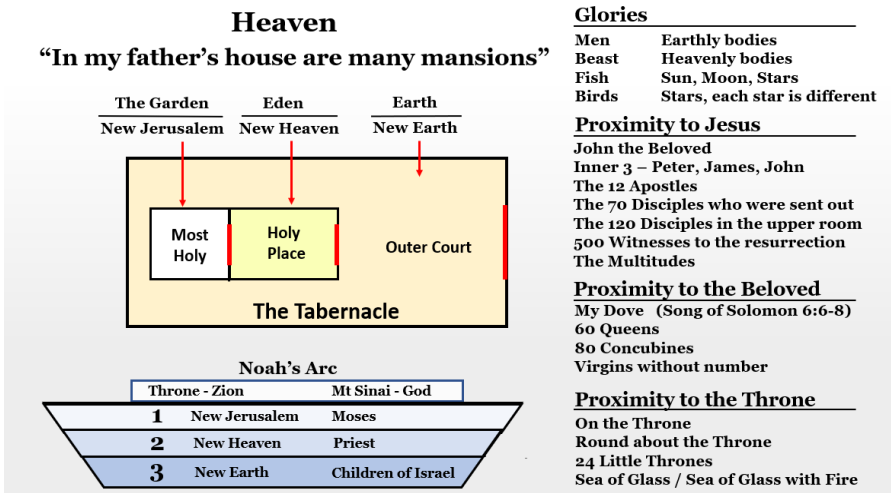 Heaven
“In my father’s house are many mansions”
The Garden
New Jerusalem
Eden
New Heaven
Earth
New Earth
Most
Holy
Holy
Place
Outer Court
The Tabernacle
Noah’s Arc
Throne - Zion Mt Sinai - God
1 New Jerusalem Moses
2 New Heaven Priest
3 New Earth Children of Israel
Glories
Men Earthly bodies
Beast Heavenly bodies
Fish Sun, Moon, Stars
Birds Stars, each star is different
Proximity to Jesus
John the Beloved
Inner 3 – Peter, James, John
The 12 Apostles
The 70 Disciples who were sent out
The 120 Disciples in the upper room
500 Witnesses to the resurrection
The Multitudes
Proximity to the Beloved
My Dove (Song of Solomon 6:6-8)
60 Queens
80 Concubines
Virgins without number
Proximity to the Throne
On the Throne
Round about the Throne
24 Little Thrones
Sea of Glass / Sea of Glass with Fire